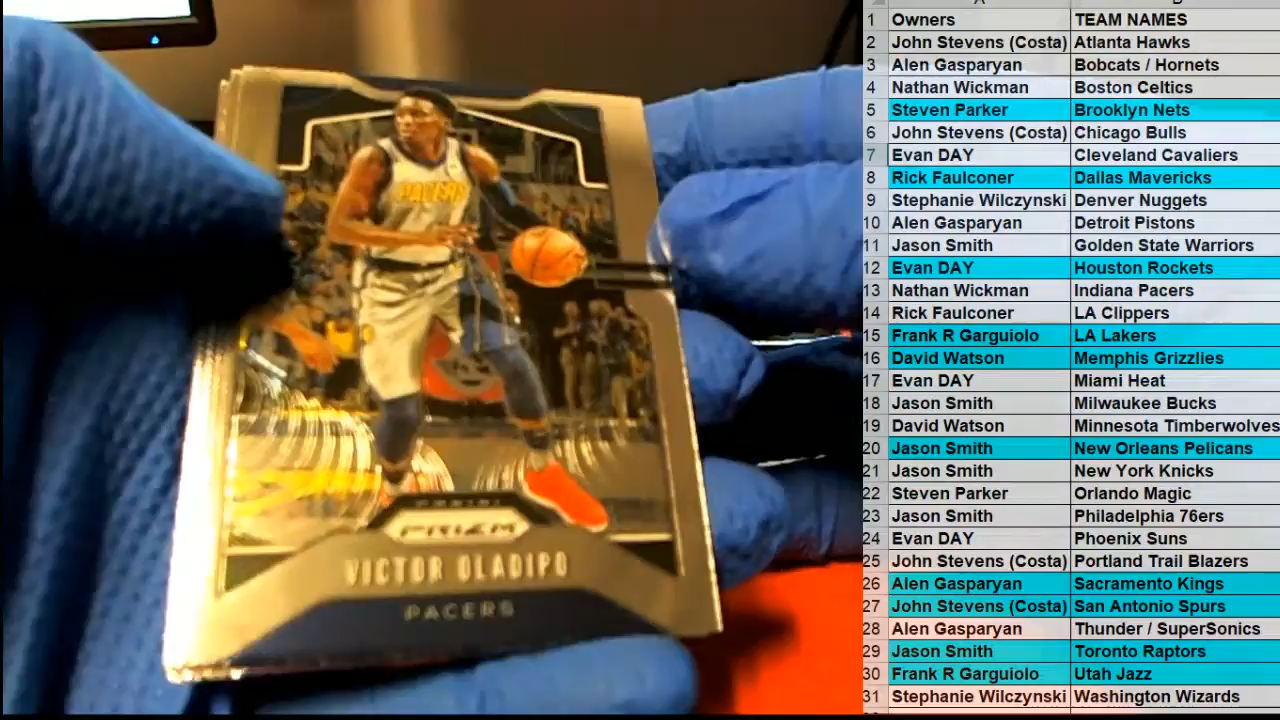 PACERS
PANINI
PRIZM
VICTOR OLADIPO
PACERS
1 Owners TEAM NAMES
2 John Stevens (Costa) Atlanta Hawks
3 Alen Gasparyan Bobcats / Hornets
4 Nathan Wickman Boston Celtics
5 Steven Parker Brooklyn Nets
6 John Stevens (Costa) Chicago Bulls
7 Evan DAY Cleveland Cavaliers
8 Rick Faulconer Dallas Mavericks
9 Stephanie Wilczynski Denver Nuggets
10 Alen Gasparyan Detroit Pistons
11 Jason Smith Golden State Warriors
12 Evan DAY Houston Rockets
13 Nathan Wickman Indiana Pacers
14 Rick Faulconer LA Clippers
15 Frank R Garguiolo LA Lakers
16 David Watson Memphis Grizzlies
17 Evan DAY Miami Heat
18 Jason Smith Milwaukee Bucks
19 David Watson Minnesota Timberwolves
20 Jason Smith New Orleans Pelicans
21 Jason Smith New York Knicks
22 Steven Parker Orlando Magic
23 Jason Smith Philadelphia 76ers
24 Evan DAY Phoenix Suns
25 John Stevens (Costa) Portland Trail Blazers
26 Alen Gasparyan Sacramento Kings
27 John Stevens (Costa) San Antonio Spurs
28 Alen Gasparyan Thunder / SuperSonics
29 Jason Smith Toronto Raptors
30 Frank R Garguiolo Utah Jazz
31 Stephanie Wilczynski Washington Wizards